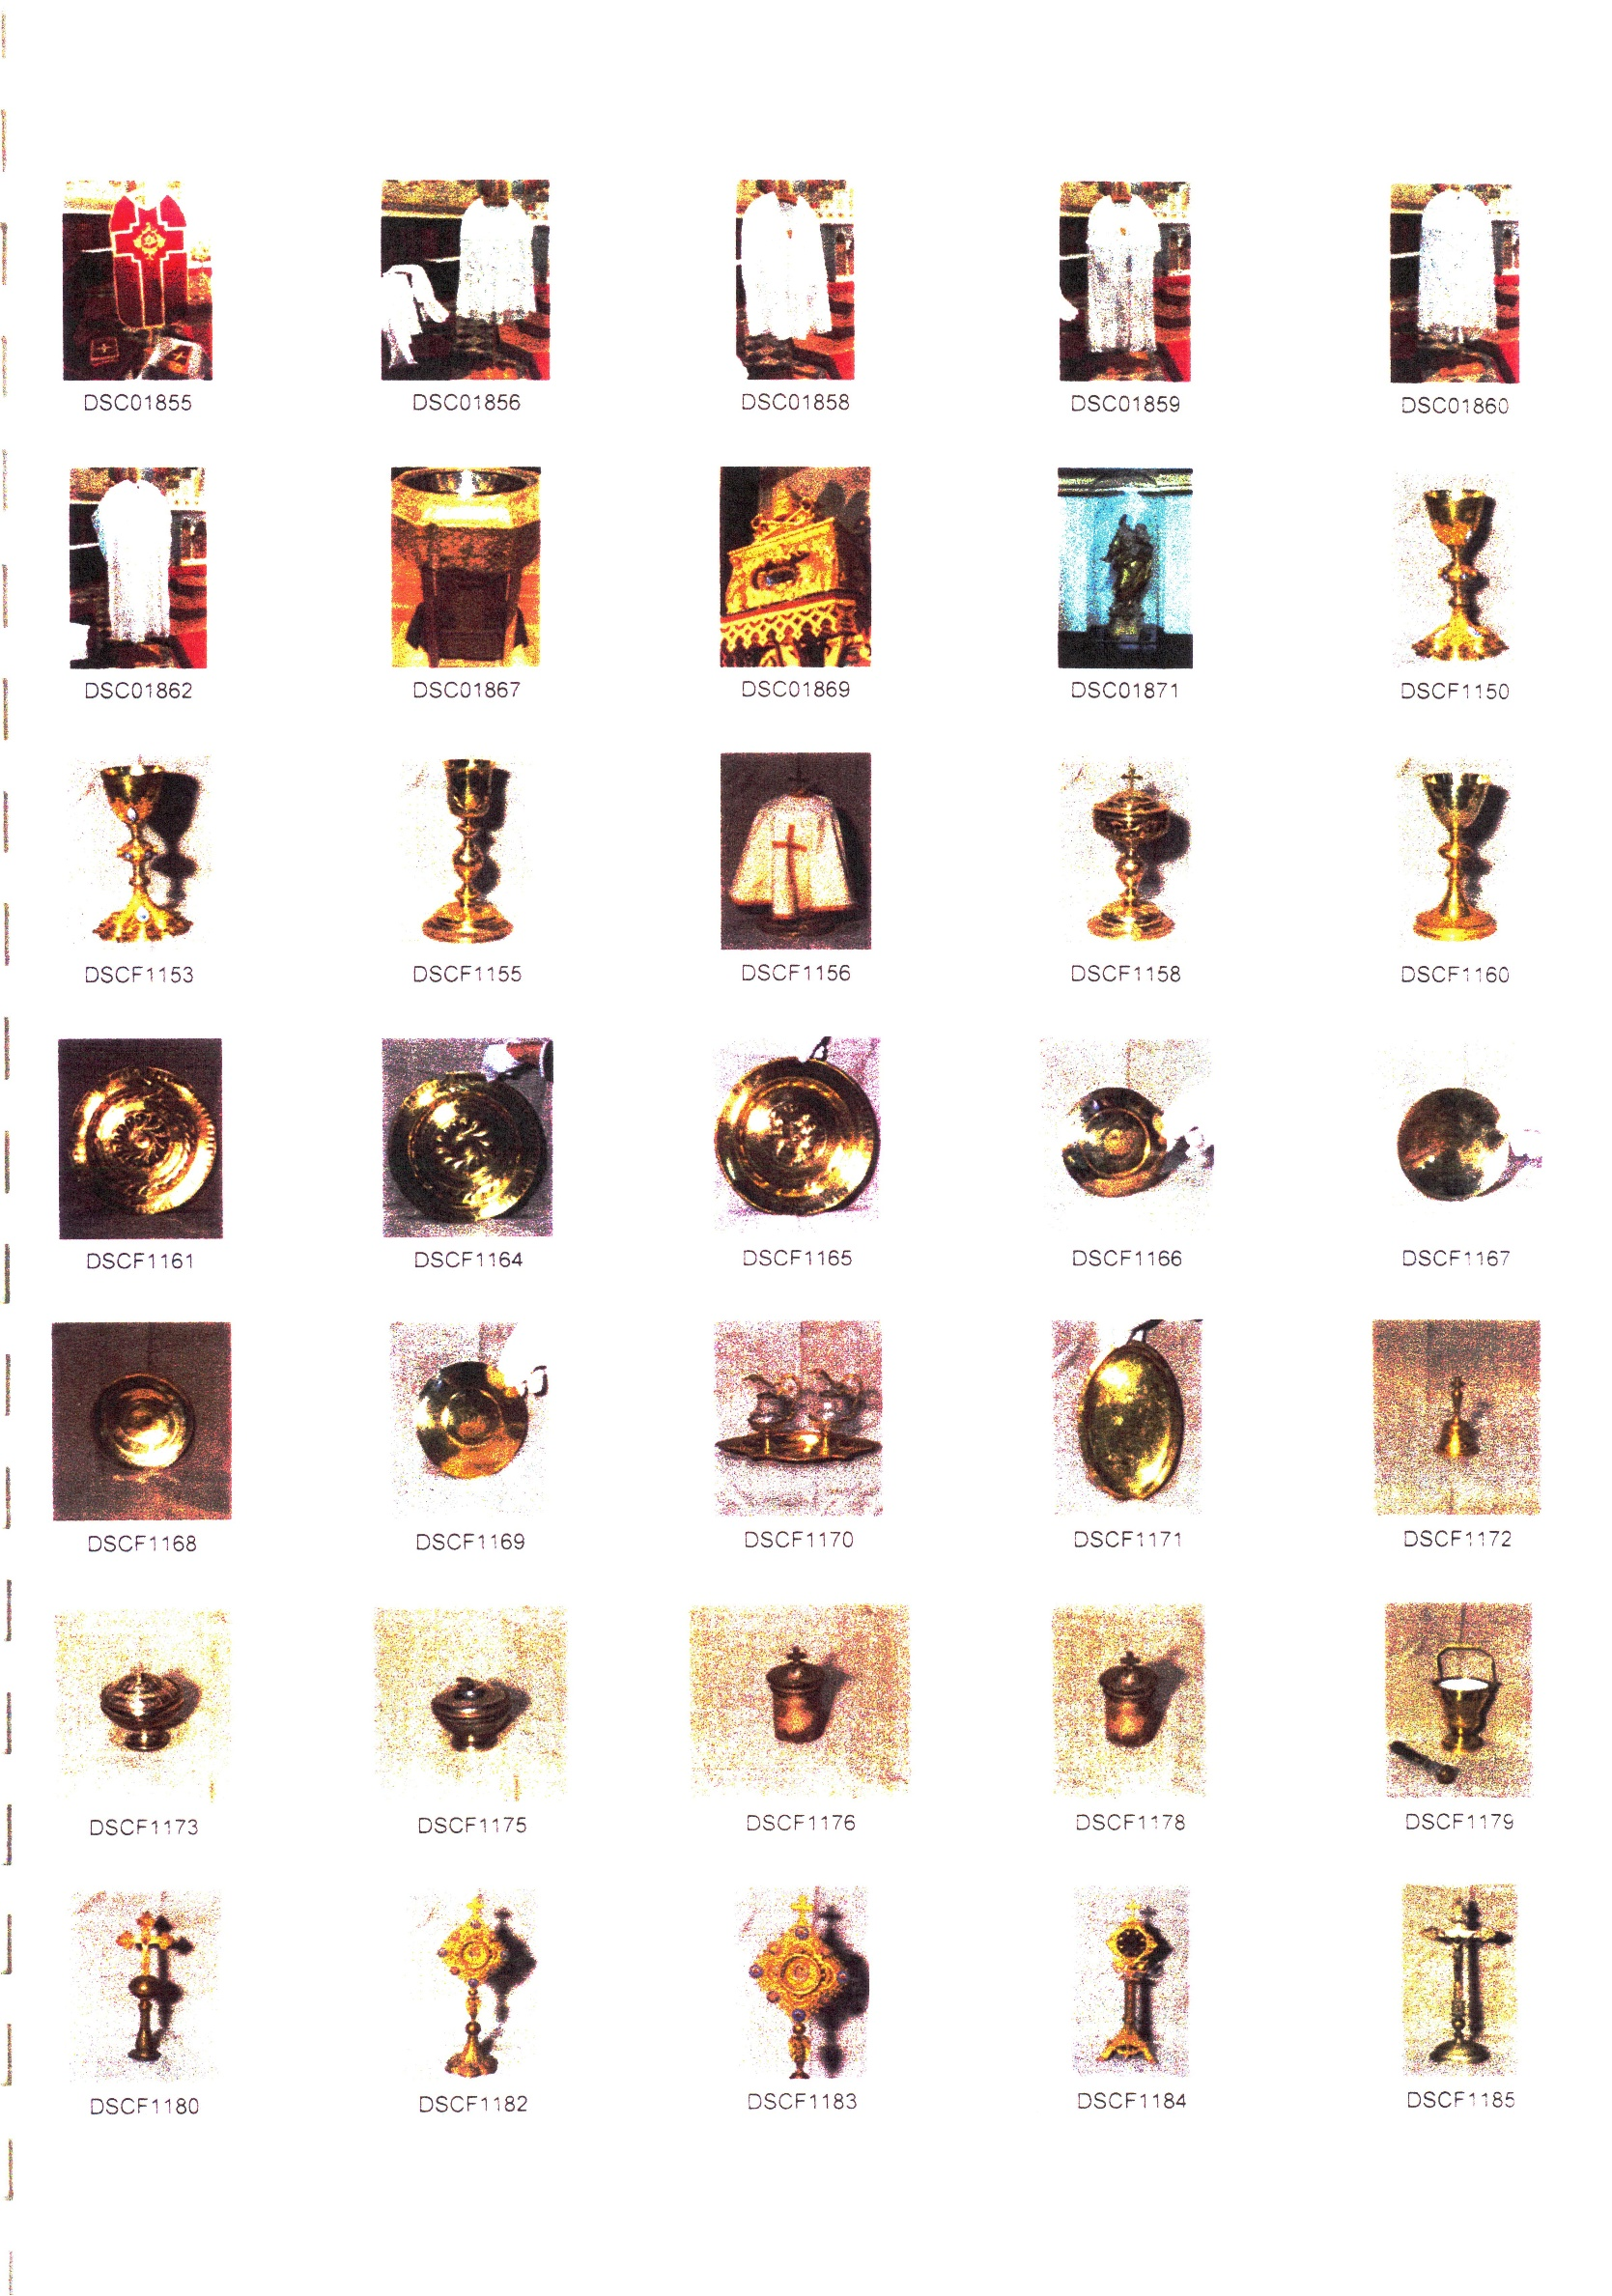 DSC01855 DSC01856 DSC01858 DSC01859 DSC01860
DSC01862 DSC01867 DSC01869 DSC01871 DSCF1150
DSCF1153 DSCF1155 DSCF1156 DSCF1158 DSCF1160
DSCF1161 DSCF1164 DSCF1165 DSCF1166 DSCF1167
DSCF1168 DSCF1169 DSCF1170 DSCF1171 DSCF1172
DSCF1173 DSCF1175 DSCF1176 DSCF1178 DSCF1179
DSCF1180 DSCF1182 DSCF1183 DSCF1184 DSCF1185